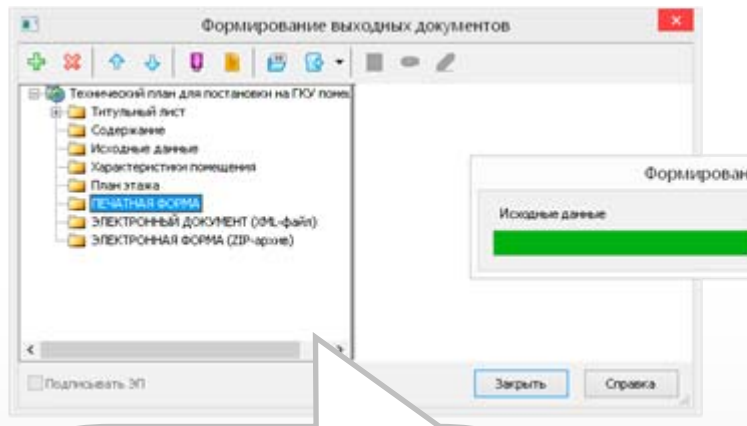 Формирование выходных документов
Технический план для постановки на ГКУ помещ
Титульный лист
Содержание
Исходные данные
Характеристики помещения
План этажа
ПЕЧАТНАЯ ФОРМА
ЭЛЕКТРОННЫЙ ДОКУМЕНТ (XML-файл)
ЭЛЕКТРОННАЯ ФОРМА (ZIP-архив)
Формирован
Исходные данные
Подписывать ЭП
Закрыть
Справка